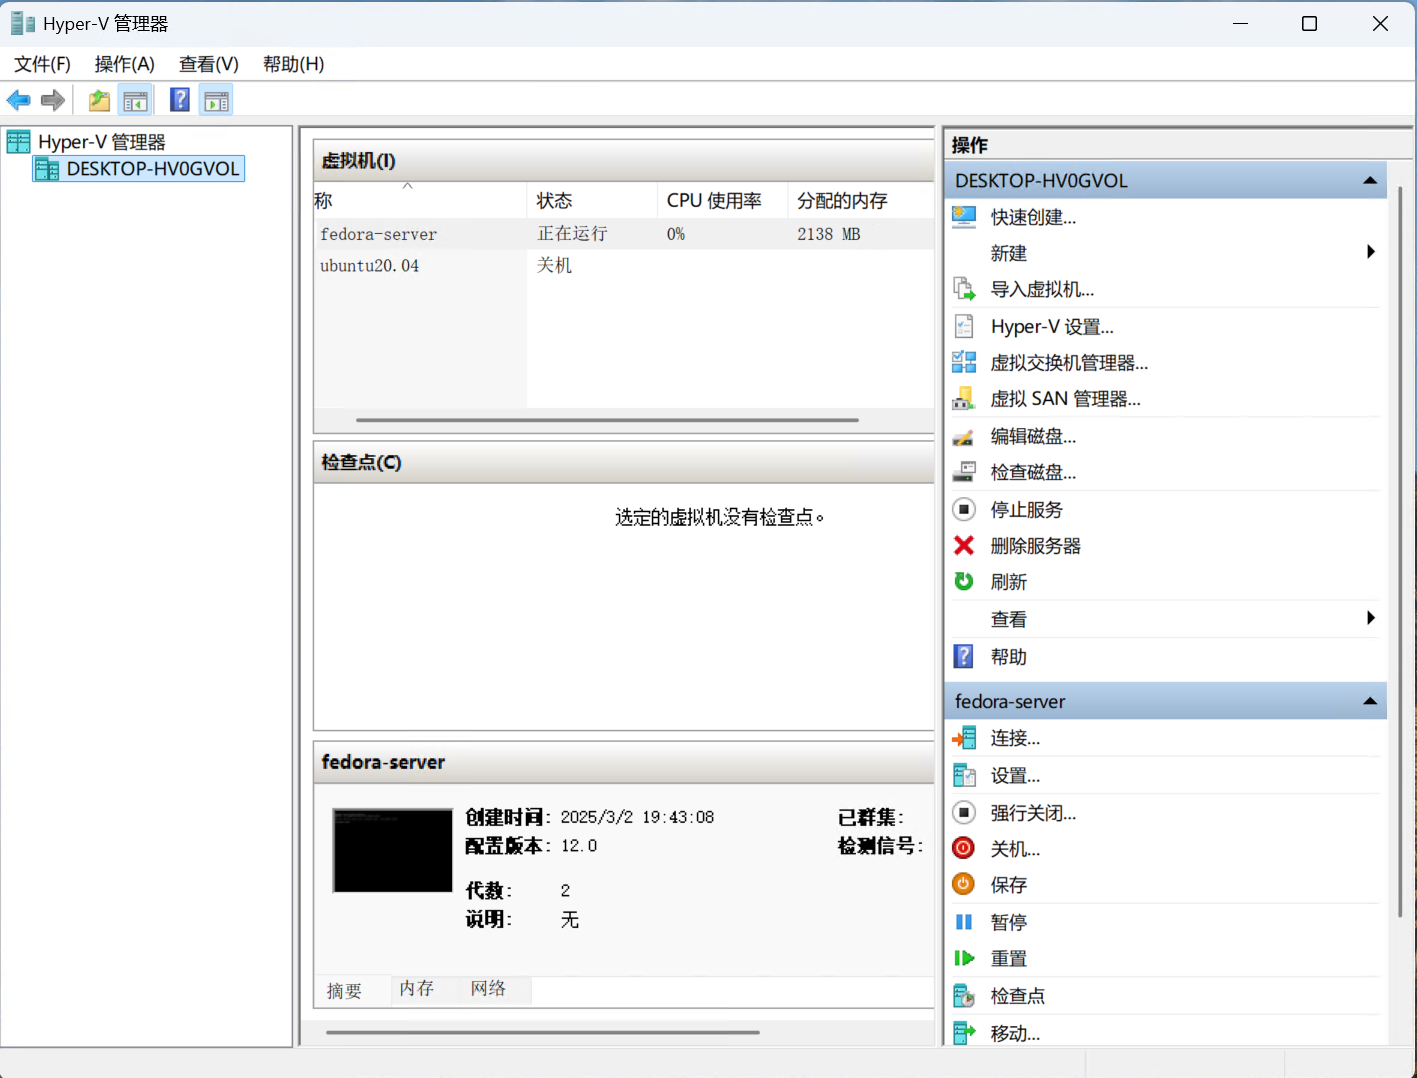 Hyper-V 管理器
文件(F) 操作(A) 查看(V) 帮助(H)
Hyper-V 管理器
DESKTOP-HV0GVOL
虚拟机(I)
称 状态 CPU 使用率 分配的内存
fedora-server 正在运行 0% 2138 MB
ubuntu20.04 关机
检查点(C)
选定的虚拟机没有检查点。
fedora-server
创建时间: 2025/3/2 19:43:08 已群集:
配置版本: 12.0 检测信号:
代数: 2
说明: 无
摘要 内存 网络
操作
DESKTOP-HV0GVOL
快速创建...
新建
导入虚拟机...
Hyper-V 设置...
虚拟交换机管理器...
虚拟 SAN 管理器...
编辑磁盘...
检查磁盘...
停止服务
删除服务器
刷新
查看
帮助
fedora-server
连接...
设置...
强行关闭...
关机...
保存
暂停
重置
检查点
移动...